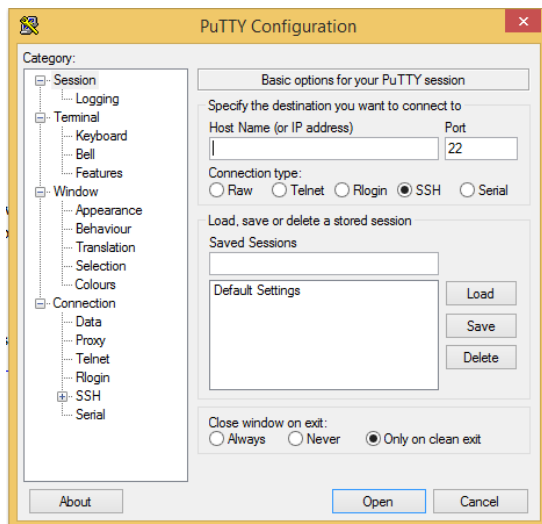 PuTTY Configuration
Category:
Session
Logging
Terminal
Keyboard
Bell
Features
Window
Appearance
Behaviour
Translation
Selection
Colours
Connection
Data
Proxy
Telnet
Rlogin
SSH
Serial
Basic options for your PuTTY session
Specify the destination you want to connect to
Host Name (or IP address) Port
22
Connection type:
Raw Telnet Rlogin SSH Serial
Load, save or delete a stored session
Saved Sessions
Default Settings
Load
Save
Delete
Close window on exit:
Always Never Only on clean exit
About Open Cancel